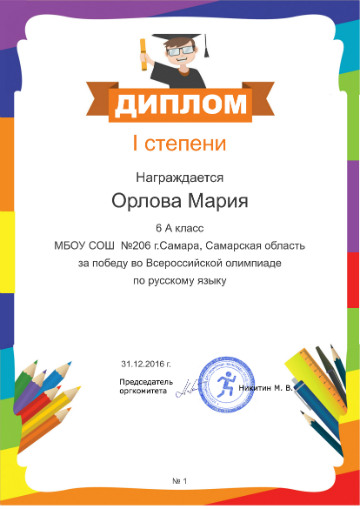 ДИПЛОМ
I степени
Награждается
Орлова Мария
6 А класс
МБОУ СОШ №206 г.Самара, Самарская область
за победу во Всероссийской олимпиаде
по русскому языку
31.12.2016 г.
Председатель
оргкомитета
Никитин М. В.
№ 1